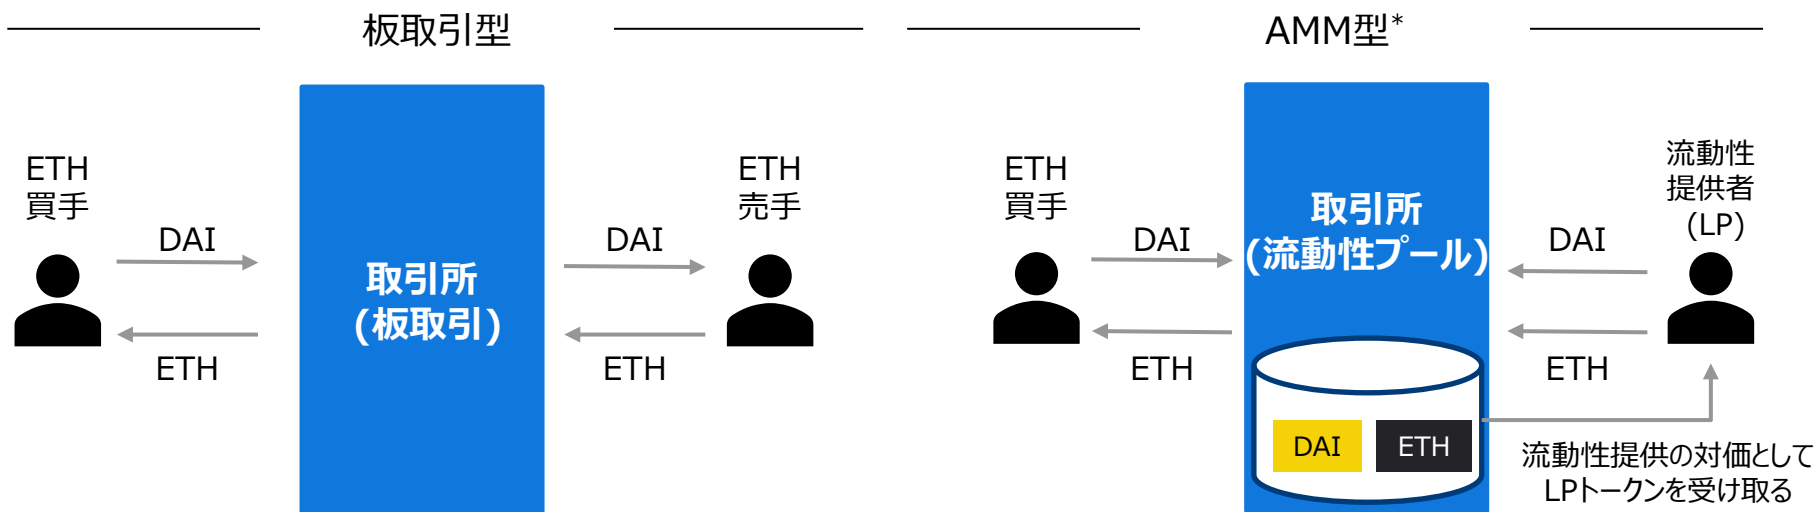 板取引型
ETH
買手
DAI
ETH
取引所
(板取引)
ETH
売手
DAI
ETH
AMM型*
ETH
買手
DAI
ETH
取引所
(流動性プール)
DAI
ETH
流動性
提供者
(LP)
DAI
ETH
流動性提供の対価として
LPトークンを受け取る